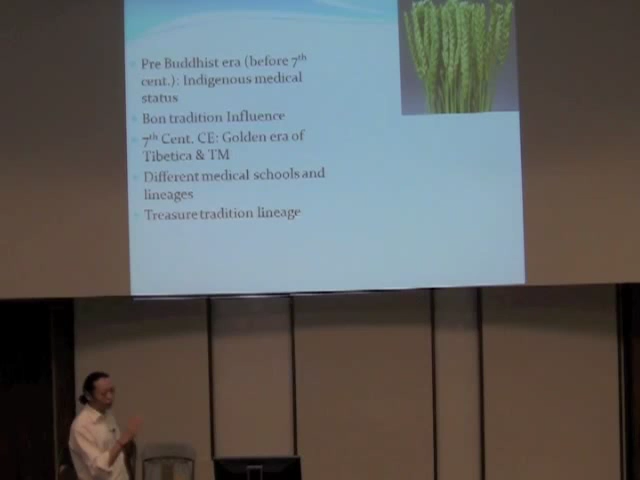 Pre Buddhist era (before 7th
cent.): Indigenous medical
status
Bon tradition Influence
7th Cent. CE: Golden era of
Tibetica & TM
Different medical schools and
lineages
Treasure tradition lineage